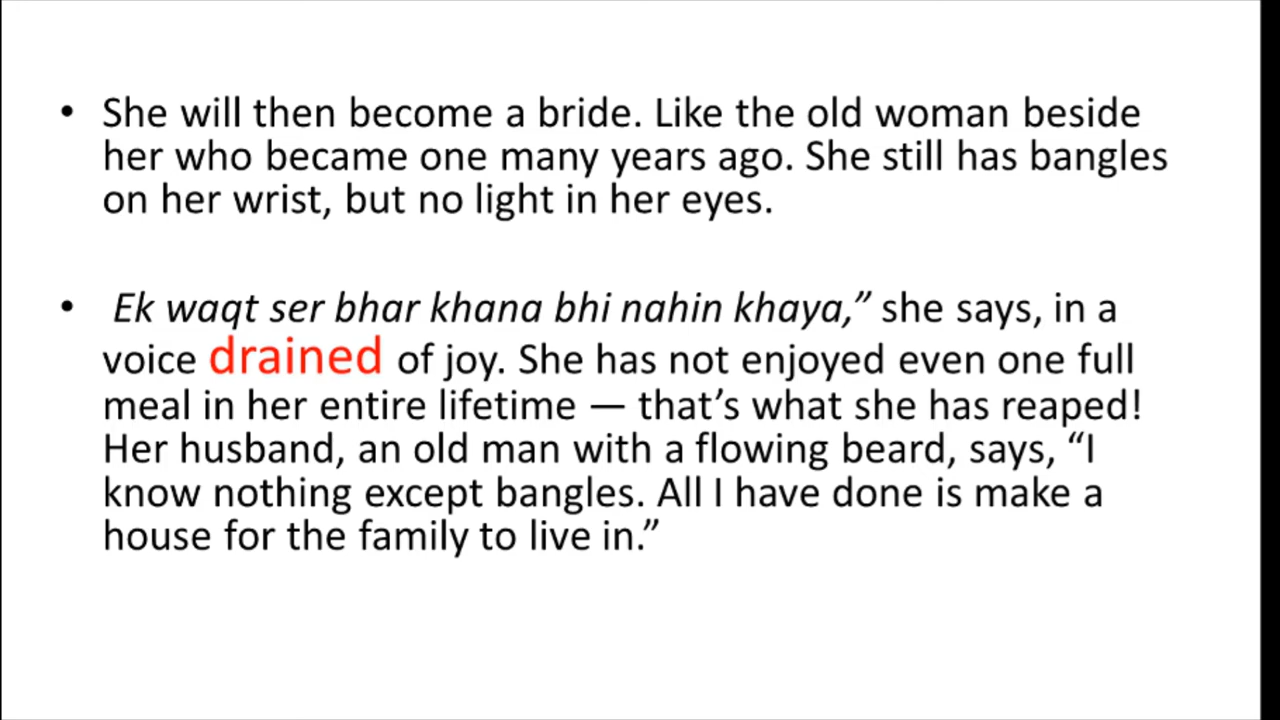 • She will then become a bride. Like the old woman beside
her who became one many years ago. She still has bangles
on her wrist, but no light in her eyes.
• Ek waqt ser bhar khana bhi nahin khaya,” she says, in a
voice drained of joy. She has not enjoyed even one full
meal in her entire lifetime — that’s what she has reaped!
Her husband, an old man with a flowing beard, says, “I
know nothing except bangles. All I have done is make a
house for the family to live in.”